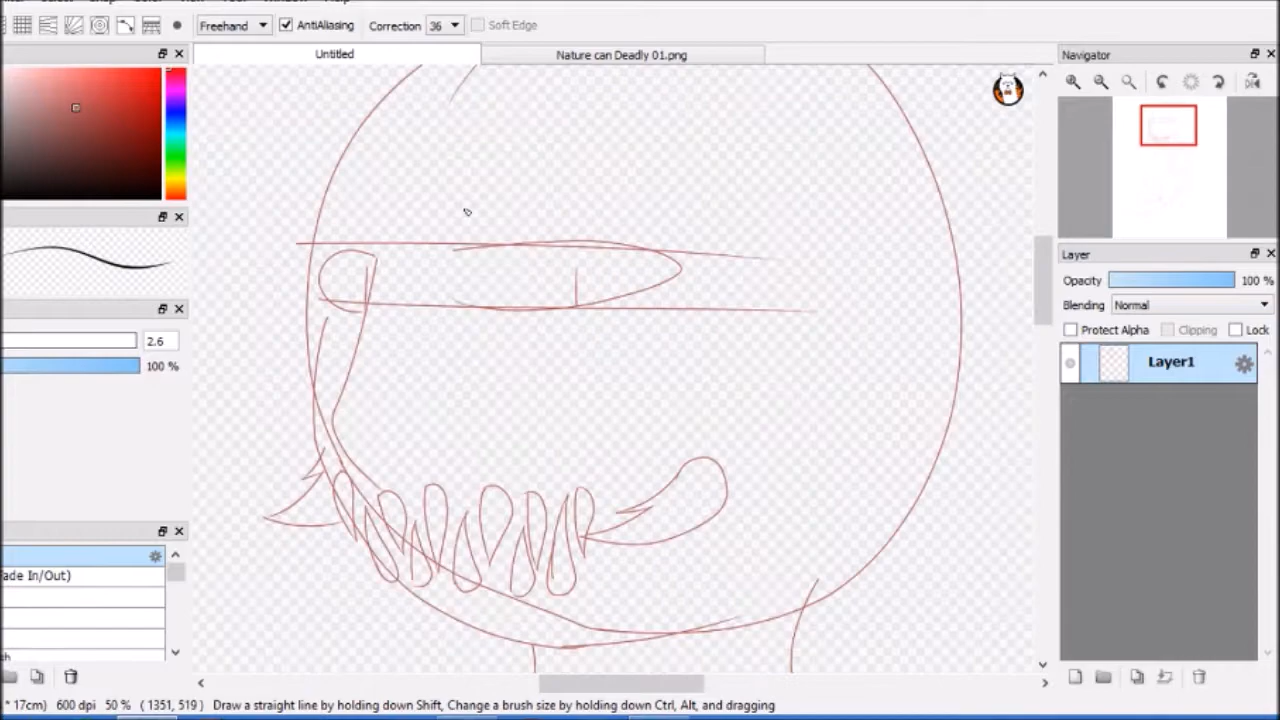 Freehand AntiAliasing Correction 36 Soft Edge
Untitled Nature can Deadly 01.png Navigator
Layer
Opacity 100 %
Blending Normal
Protect Alpha Clipping Lock
2.6
Layer1
100 %
ade In/Out)
* 17cm) 600 dpi 50 % ( 1351, 519 ) Draw a straight line by holding down Shift, Change a brush size by holding down Ctrl, Alt, and dragging